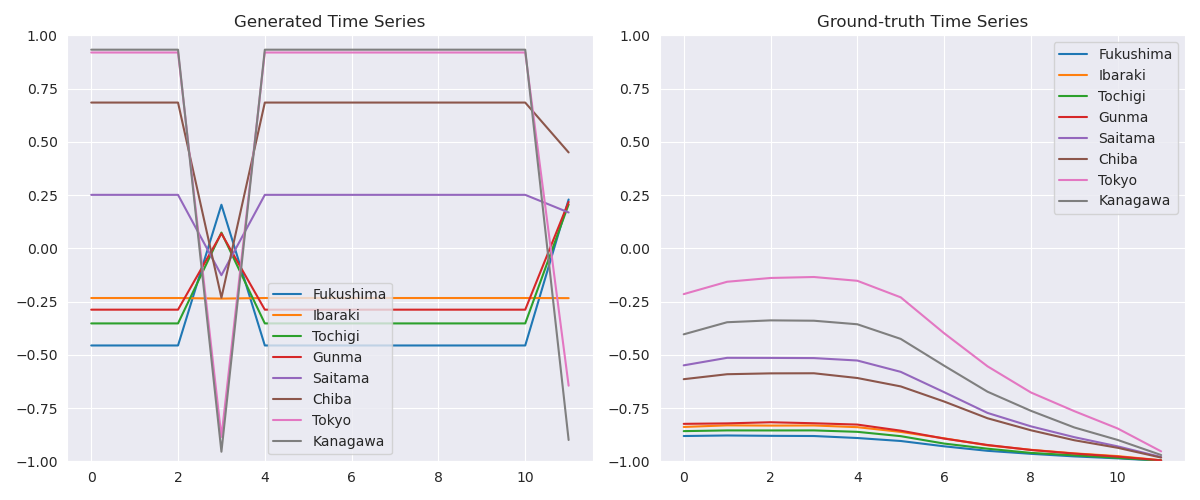 Generated Time Series
1.00
0.75
0.50
0.25
0.00
−0.25
−0.50
−0.75
−1.00
0
2
4
6
8
10
Fukushima
Ibaraki
Tochigi
Gunma
Saitama
Chiba
Tokyo
Kanagawa
Ground-truth Time Series
1.00
0.75
0.50
0.25
0.00
−0.25
−0.50
−0.75
−1.00
0
2
4
6
8
10
Fukushima
Ibaraki
Tochigi
Gunma
Saitama
Chiba
Tokyo
Kanagawa